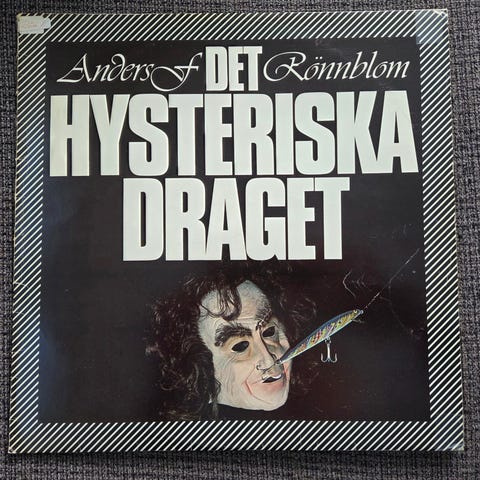 Anders F DET Rönnblom
HYSTERISKA
DRAGET